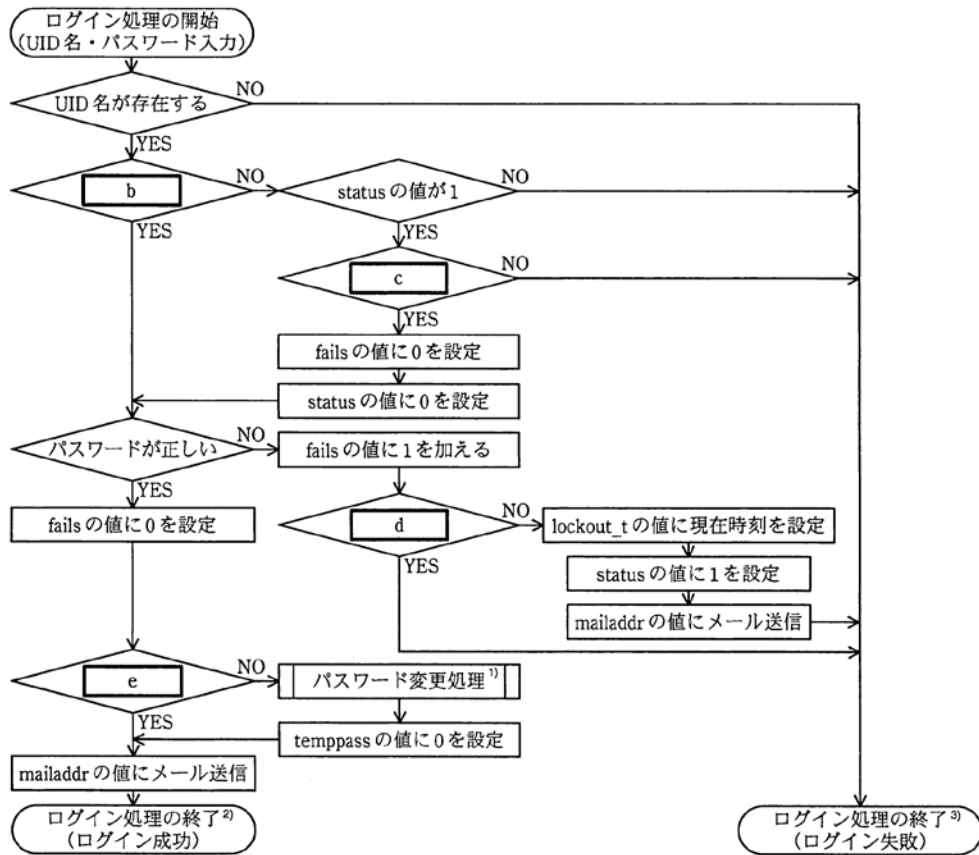 ログイン処理の開始
(UID名・パスワード入力)
UID名が存在する
NO
YES
b
NO
status の値が1
NO
YES
YES
c
NO
YES
fails の値に0を設定
status の値に0を設定
パスワードが正しい
NO
fails の値に1を加える
YES
fails の値に0を設定
d
NO
lockout_t の値に現在時刻を設定
YES
status の値に1を設定
mailaddr の値にメール送信
e
NO
パスワード変更処理1)
YES
temppass の値に0を設定
mailaddr の値にメール送信
ログイン処理の終了2)
(ログイン成功)
ログイン処理の終了3)
(ログイン失敗)